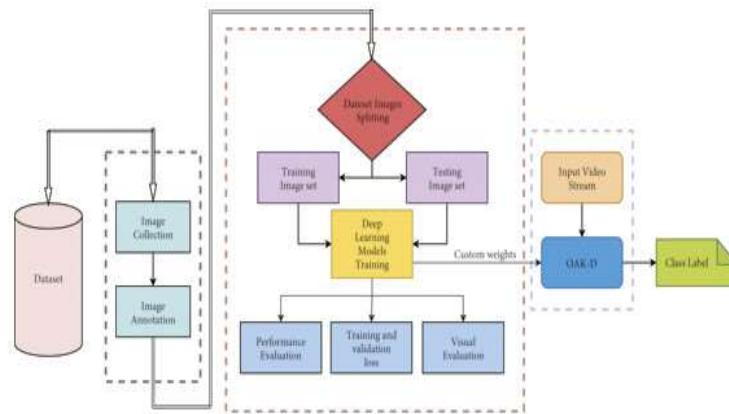 Dataset Images
Splitting
Training
Image set
Testing
Image set
Input Video
Stream
Image
Collection
Deep
Learning
Models
Training
Custom weights
OAK-D
Class Label
Dataset
Image
Annotation
Performance
Evaluation
Training and
validation
loss
Visual
Evaluation